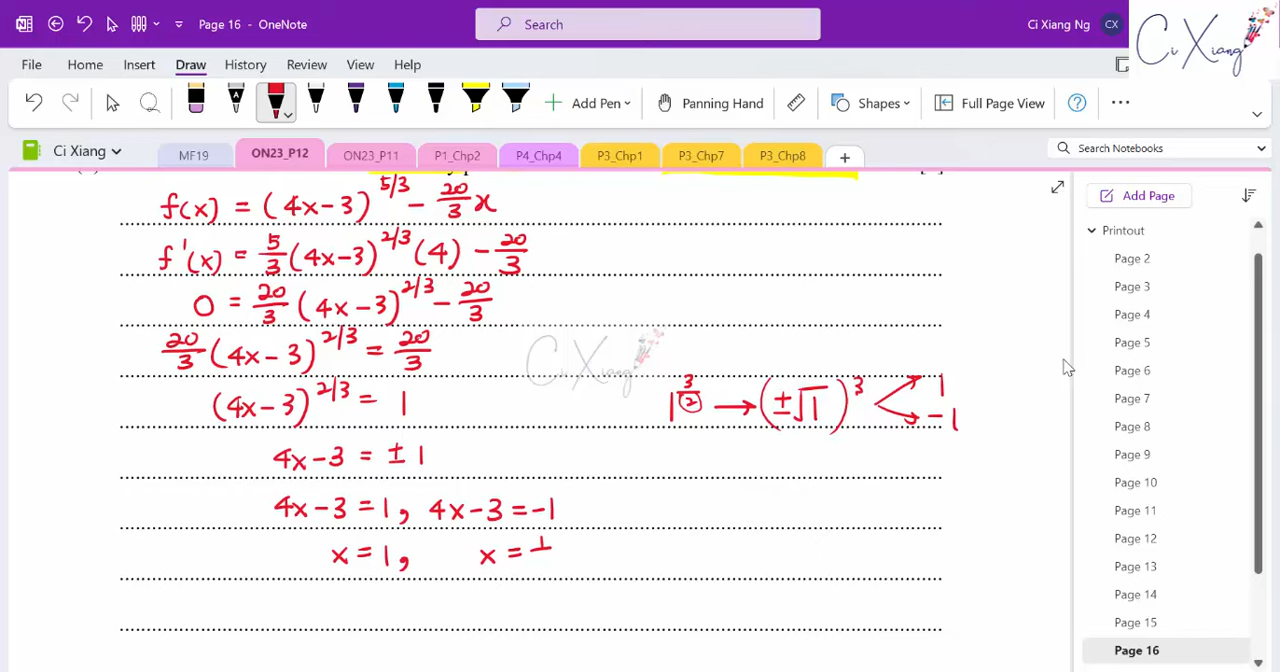 Page 16 - OneNote
Search
Ci Xiang Ng
CX
Ci Xiang
File Home Insert Draw History Review View Help
Add Pen
Panning Hand
Shapes
Full Page View
Ci Xiang
MF19
ON23_P12
ON23_P11
P1_Chp2
P4_Chp4
P3_Chp1
P3_Chp7
P3_Chp8
Search Notebooks
f(x) = (4x-3)^{5/3} - 20/3 x
f'(x) = 5/3 (4x-3)^{2/3} (4) - 20/3
0 = 20/3 (4x-3)^{2/3} - 20/3
20/3 (4x-3)^{2/3} = 20/3
Ci Xiang
(4x-3)^{2/3} = 1
1^{3/2} → (±√1)^3 1 -1
4x-3 = ±1
4x-3 = 1, 4x-3 = -1
x = 1, x =
Add Page
Printout
Page 2
Page 3
Page 4
Page 5
Page 6
Page 7
Page 8
Page 9
Page 10
Page 11
Page 12
Page 13
Page 14
Page 15
Page 16